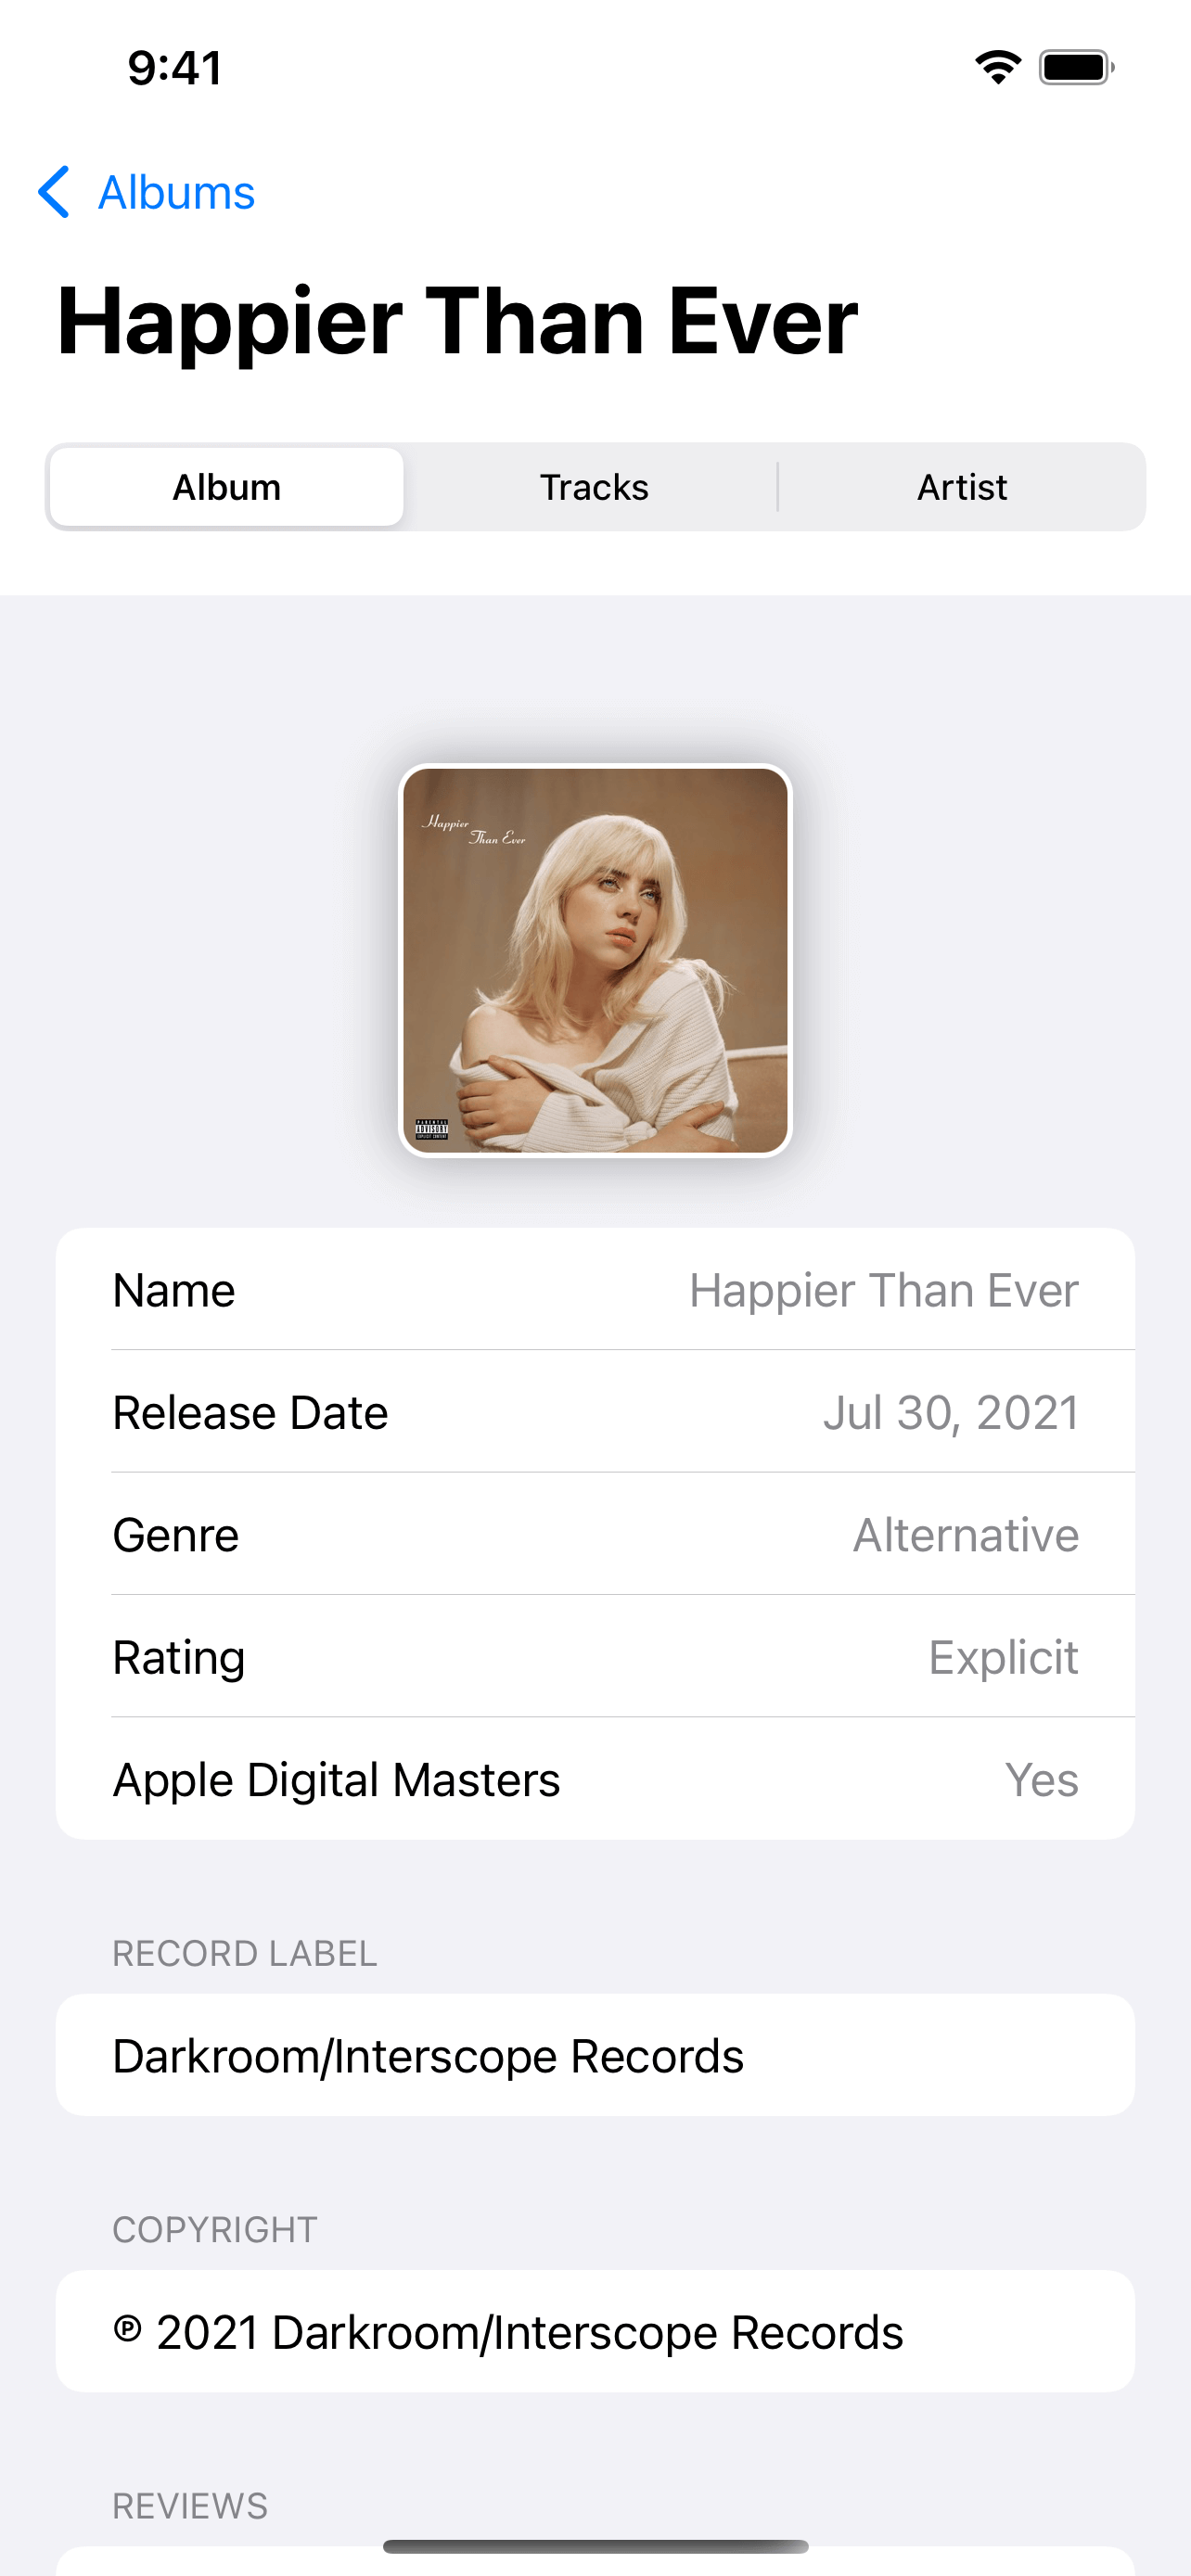 9:41
Albums
Happier Than Ever
Album Tracks Artist
Happier
Than Ever
PARENTAL
ADVISORY
EXPLICIT CONTENT
Name Happier Than Ever
Release Date Jul 30, 2021
Genre Alternative
Rating Explicit
Apple Digital Masters Yes
RECORD LABEL
Darkroom/Interscope Records
COPYRIGHT
℗ 2021 Darkroom/Interscope Records
REVIEWS